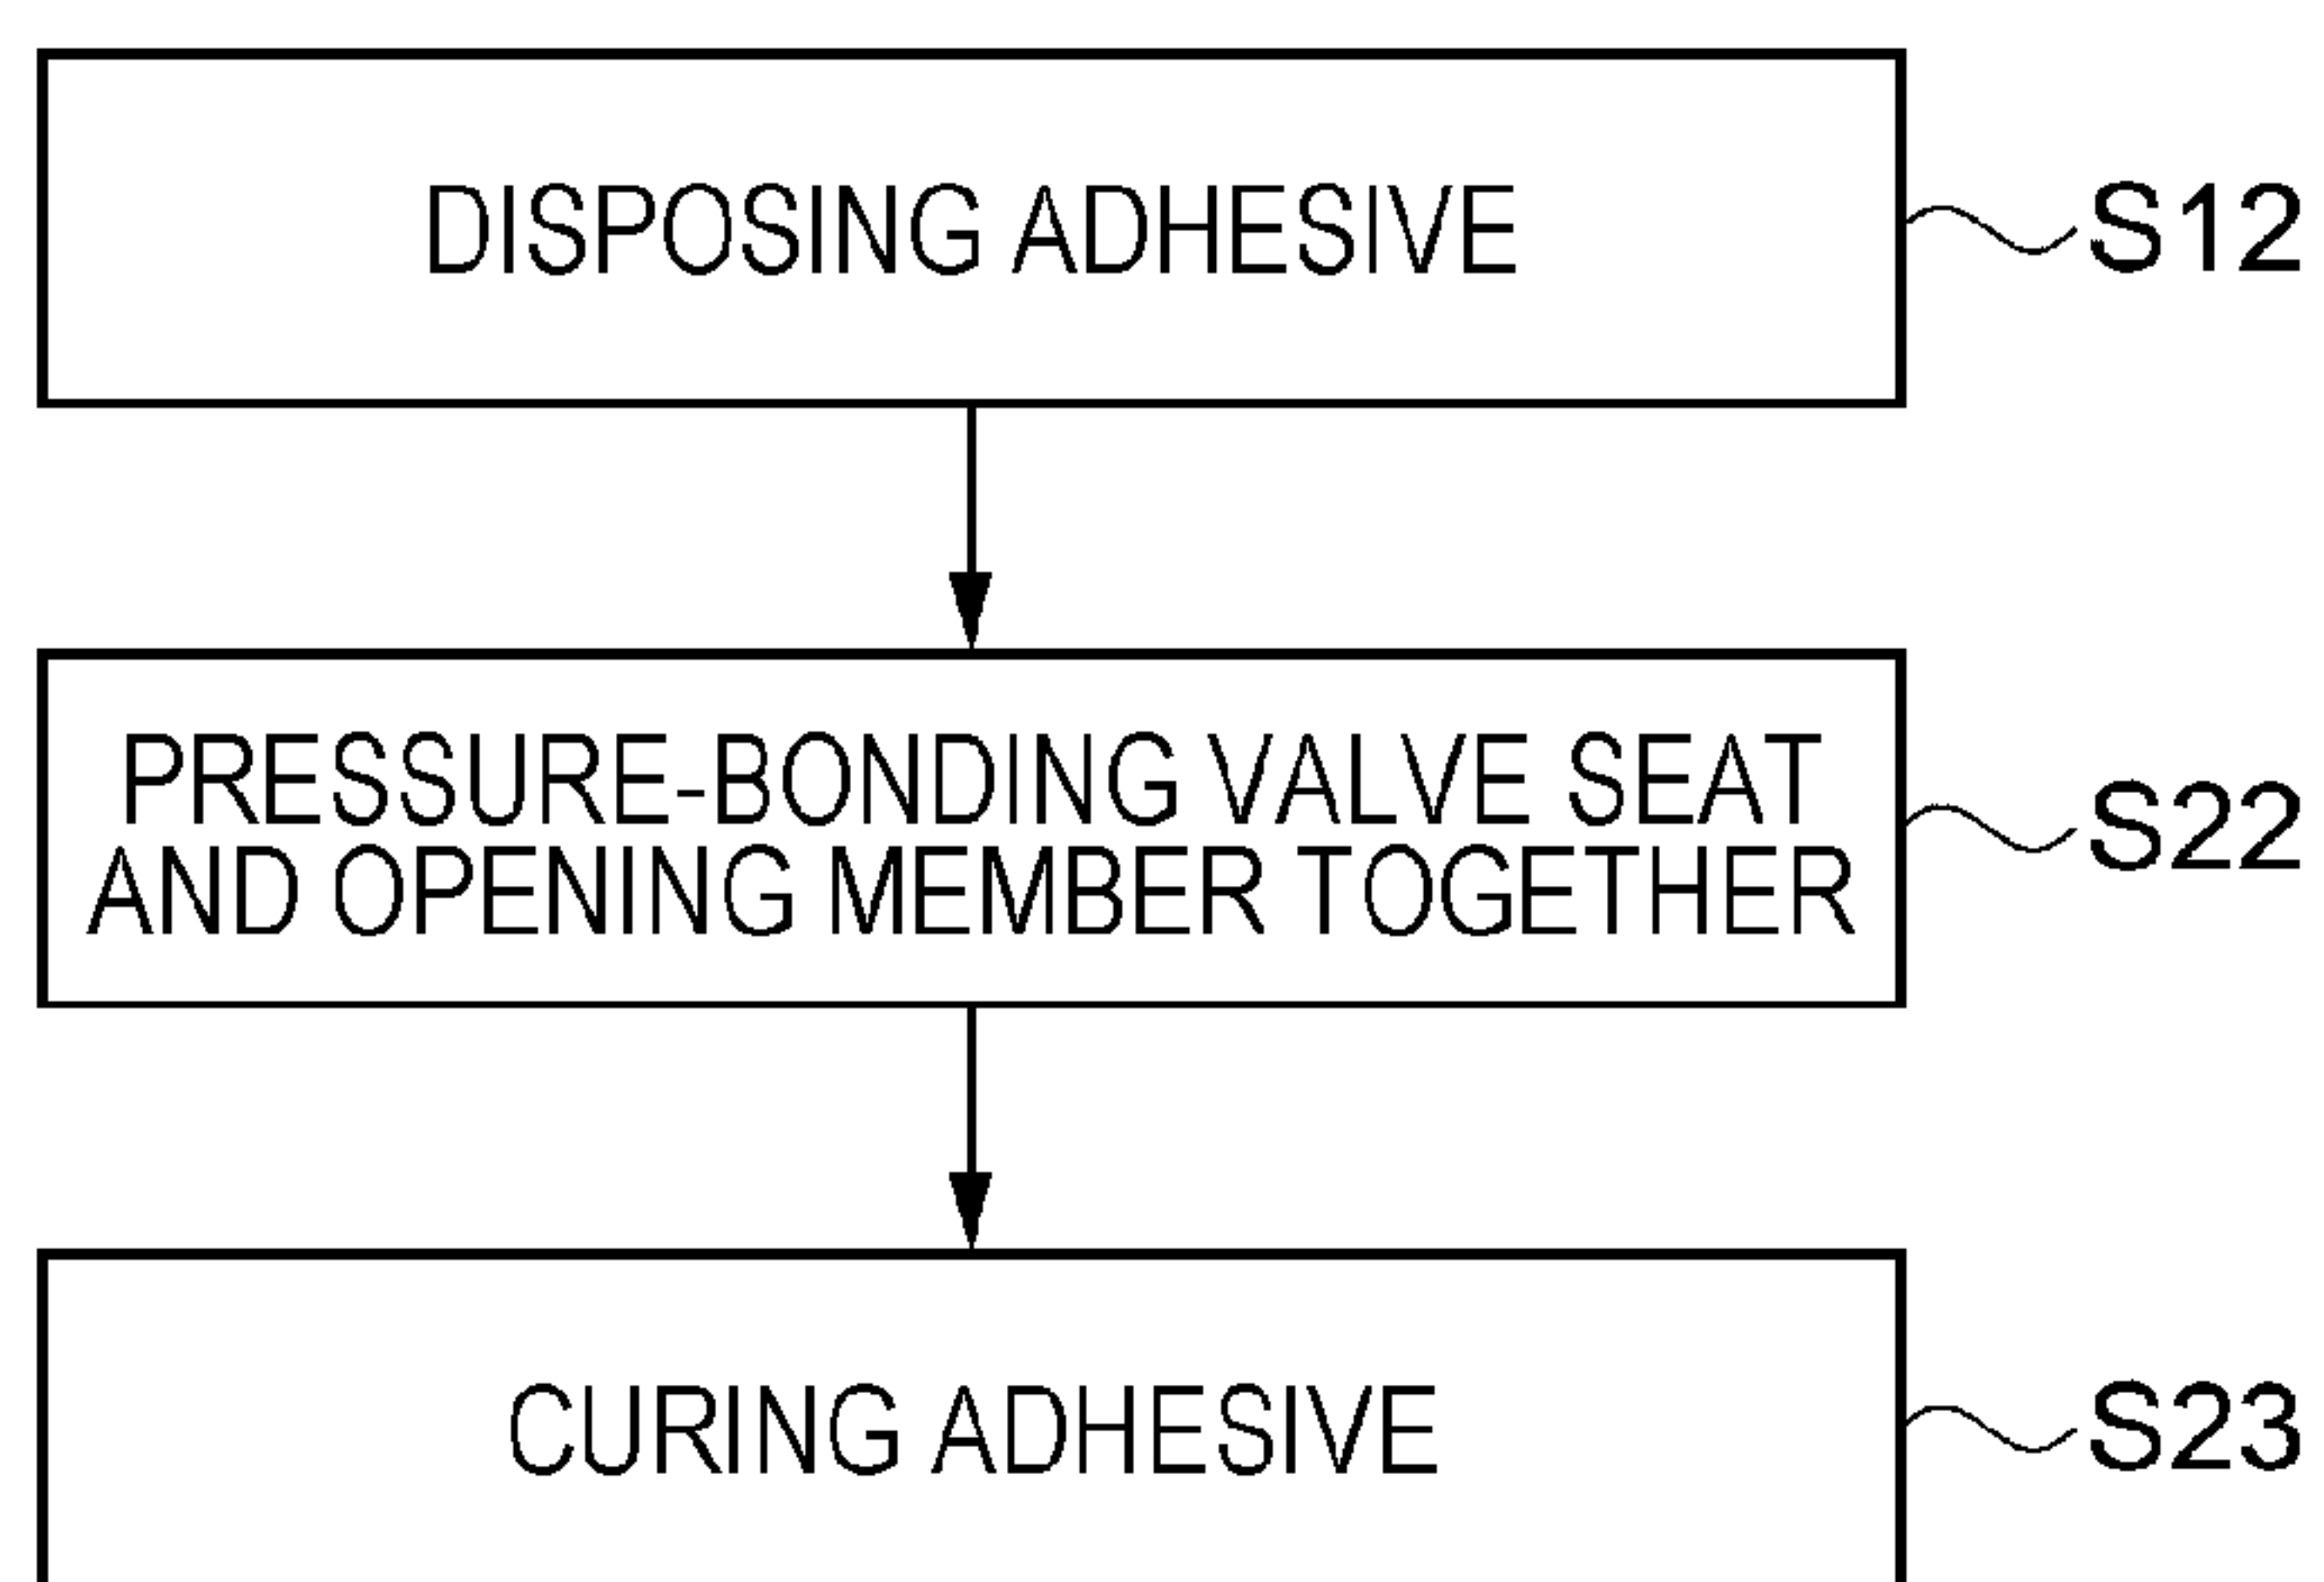 DISPOSING ADHESIVE
S12
PRESSURE-BONDING VALVE SEAT
AND OPENING MEMBER TOGETHER
S22
CURING ADHESIVE
S23